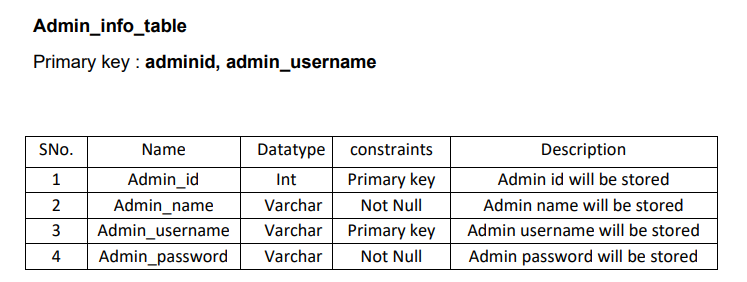 Admin_info_table
Primary key : adminid, admin_username
SNo. Name Datatype constraints Description
1 Admin_id Int Primary key Admin id will be stored
2 Admin_name Varchar Not Null Admin name will be stored
3 Admin_username Varchar Primary key Admin username will be stored
4 Admin_password Varchar Not Null Admin password will be stored